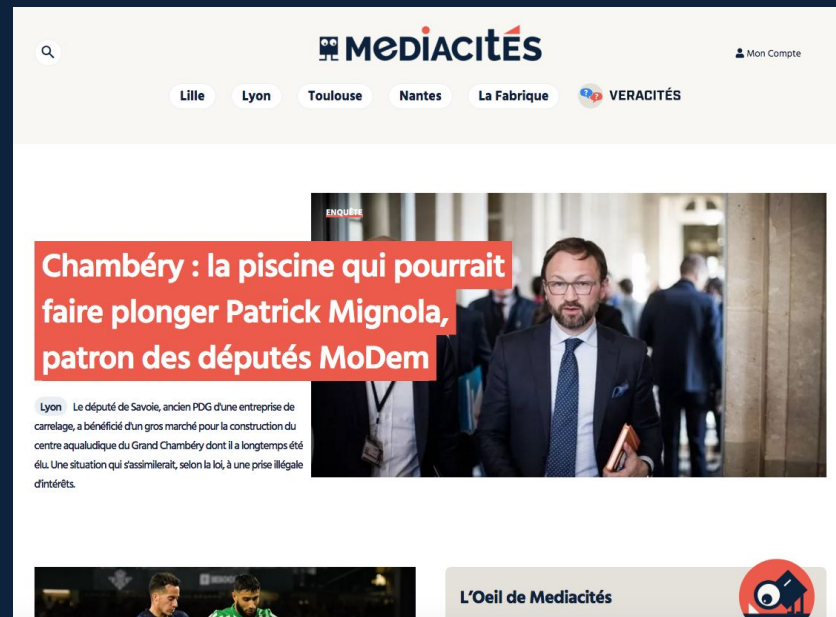 MEDIACITÉS
Mon Compte
Lille
Lyon
Toulouse
Nantes
La Fabrique
VERACITÉS
ENQUÊTE
Chambéry : la piscine qui pourrait
faire plonger Patrick Mignola,
patron des députés MoDem
Lyon Le député de Savoie, ancien PDG d'une entreprise de
carrelage, a bénéficié d'un gros marché pour la construction du
centre aqualudique du Grand Chambéry dont il a longtemps été
élu. Une situation qui s'assimilerait, selon la loi, à une prise illégale
d'intérêts.
L'Oeil de Mediacités